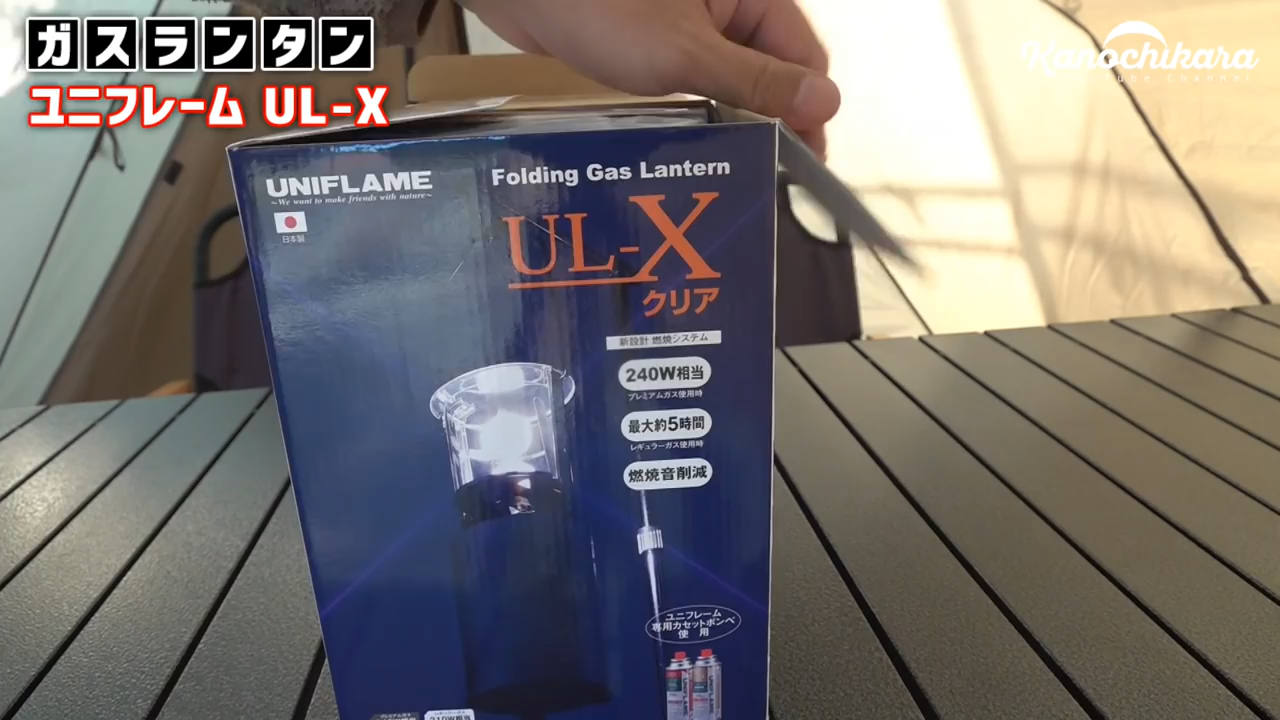 ガスランタン
ユニフレーム UL-X
Kanochikara
UNIFLAME
~We want to make friends with nature~
日本製
Folding Gas Lantern
UL-X
クリア
新設計 燃焼システム
240W相当
プレミアムガス使用時
最大約5時間
レギュラーガス使用時
燃焼音削減
ユニフレーム
専用カセットボンベ
使 用